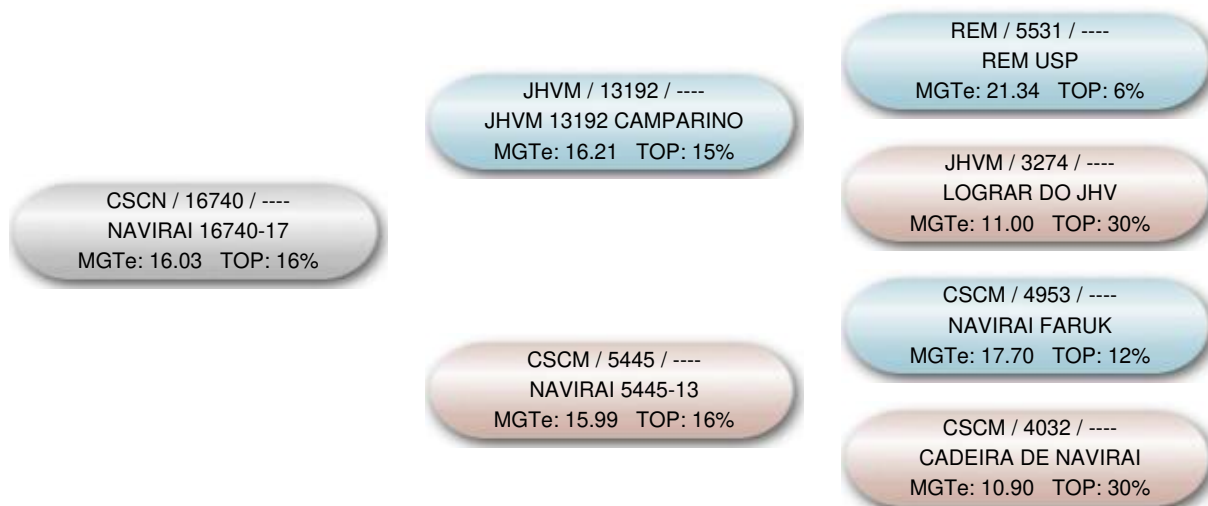 CSCN / 16740 / ----
NAVIRAI 16740-17
MGTe: 16.03 TOP: 16%
JHVM / 13192 / ----
JHVM 13192 CAMPARINO
MGTe: 16.21 TOP: 15%
CSCM / 5445 / ----
NAVIRAI 5445-13
MGTe: 15.99 TOP: 16%
REM / 5531 / ----
REM USP
MGTe: 21.34 TOP: 6%
JHVM / 3274 / ----
LOGRAR DO JHV
MGTe: 11.00 TOP: 30%
CSCM / 4953 / ----
NAVIRAI FARUK
MGTe: 17.70 TOP: 12%
CSCM / 4032 / ----
CADEIRA DE NAVIRAI
MGTe: 10.90 TOP: 30%